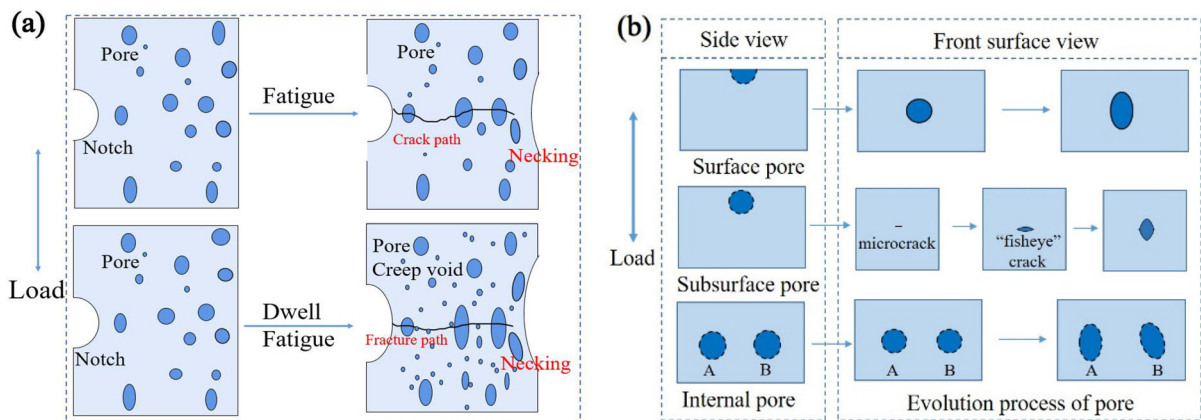 (a)
Pore
Notch
Fatigue
Pore
Crack path
Necking
Load
Pore
Notch
Dwell
Fatigue
Pore
Creep void
Fracture path
Necking
(b)
Side view
Front surface view
Load
Surface pore
Subsurface pore
microcrack
“fisheye”
crack
A B
Internal pore
A B
A B
Evolution process of pore